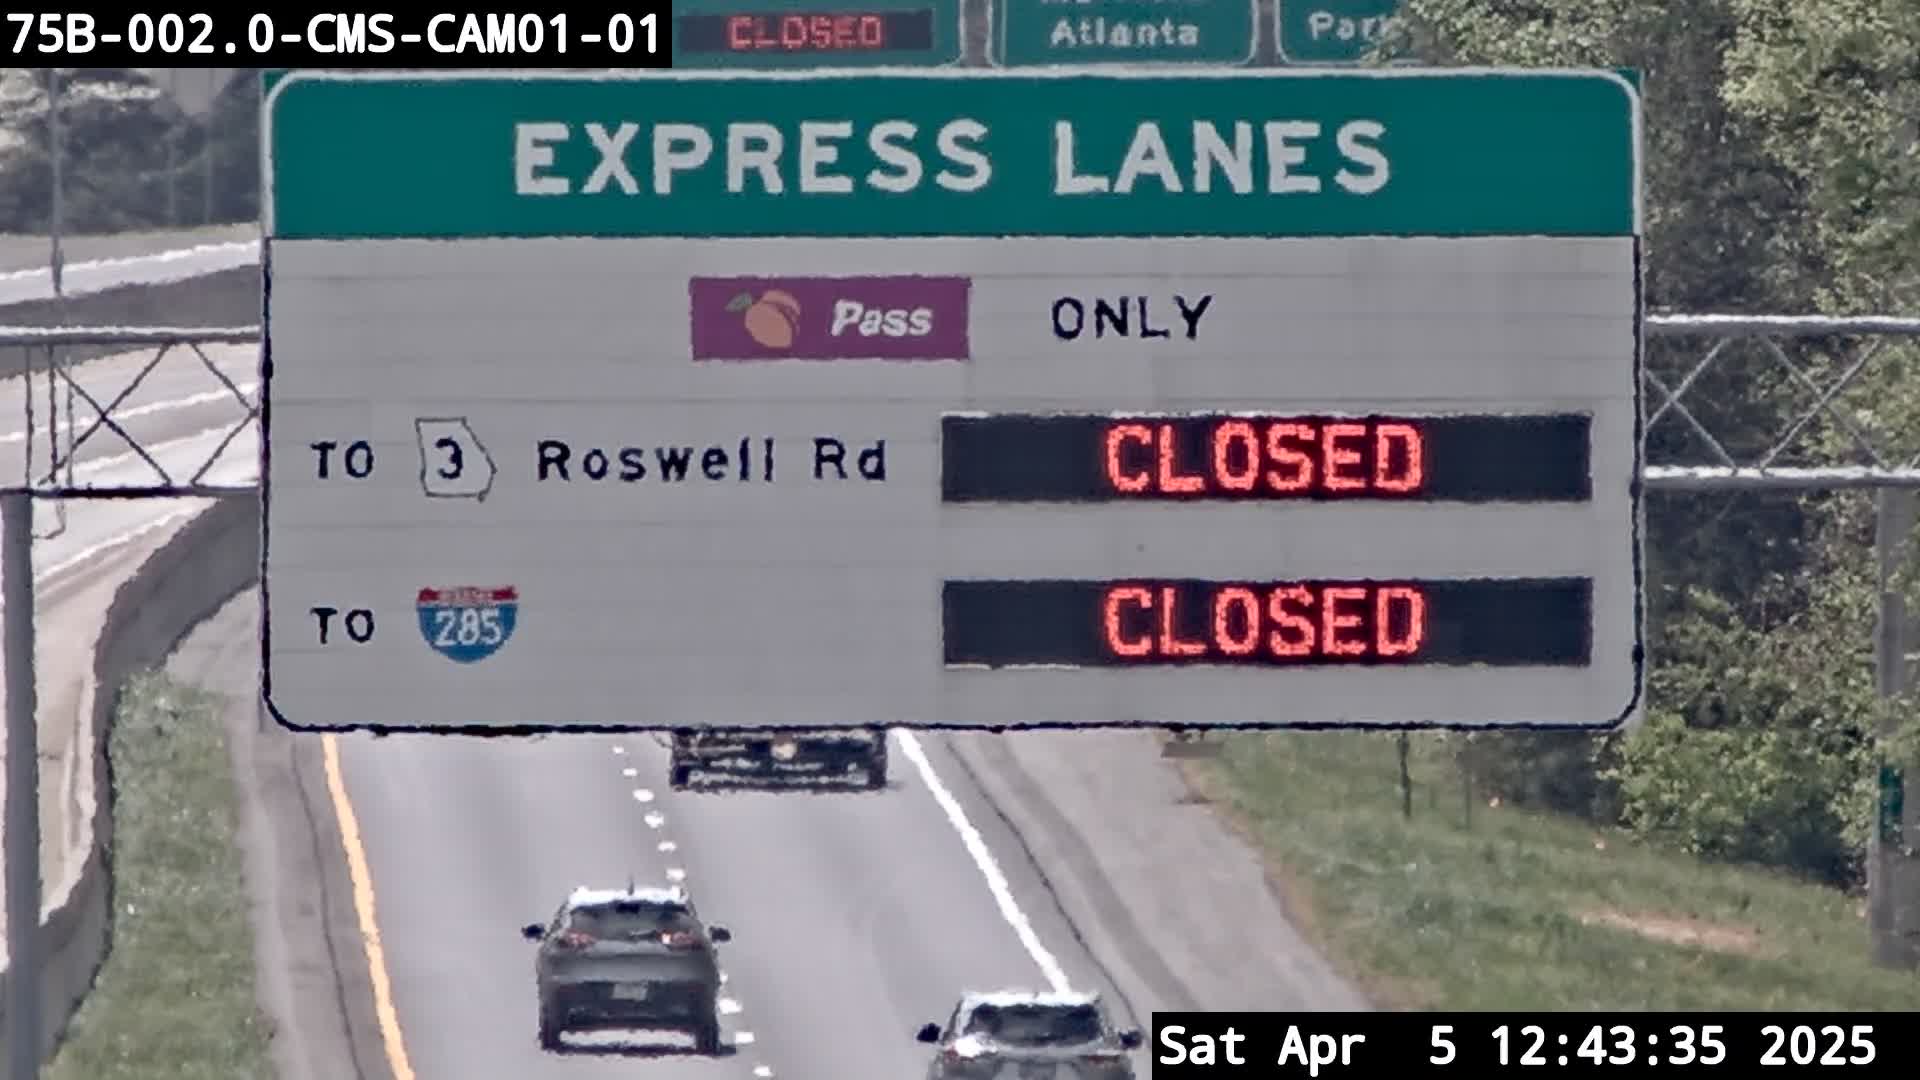 75B-002.0-CMS-CAM01-01
CLOSED
Atlanta
EXPRESS LANES
Pass ONLY
TO 3 Roswell Rd CLOSED
TO 285 CLOSED
Sat Apr 5 12:43:35 2025